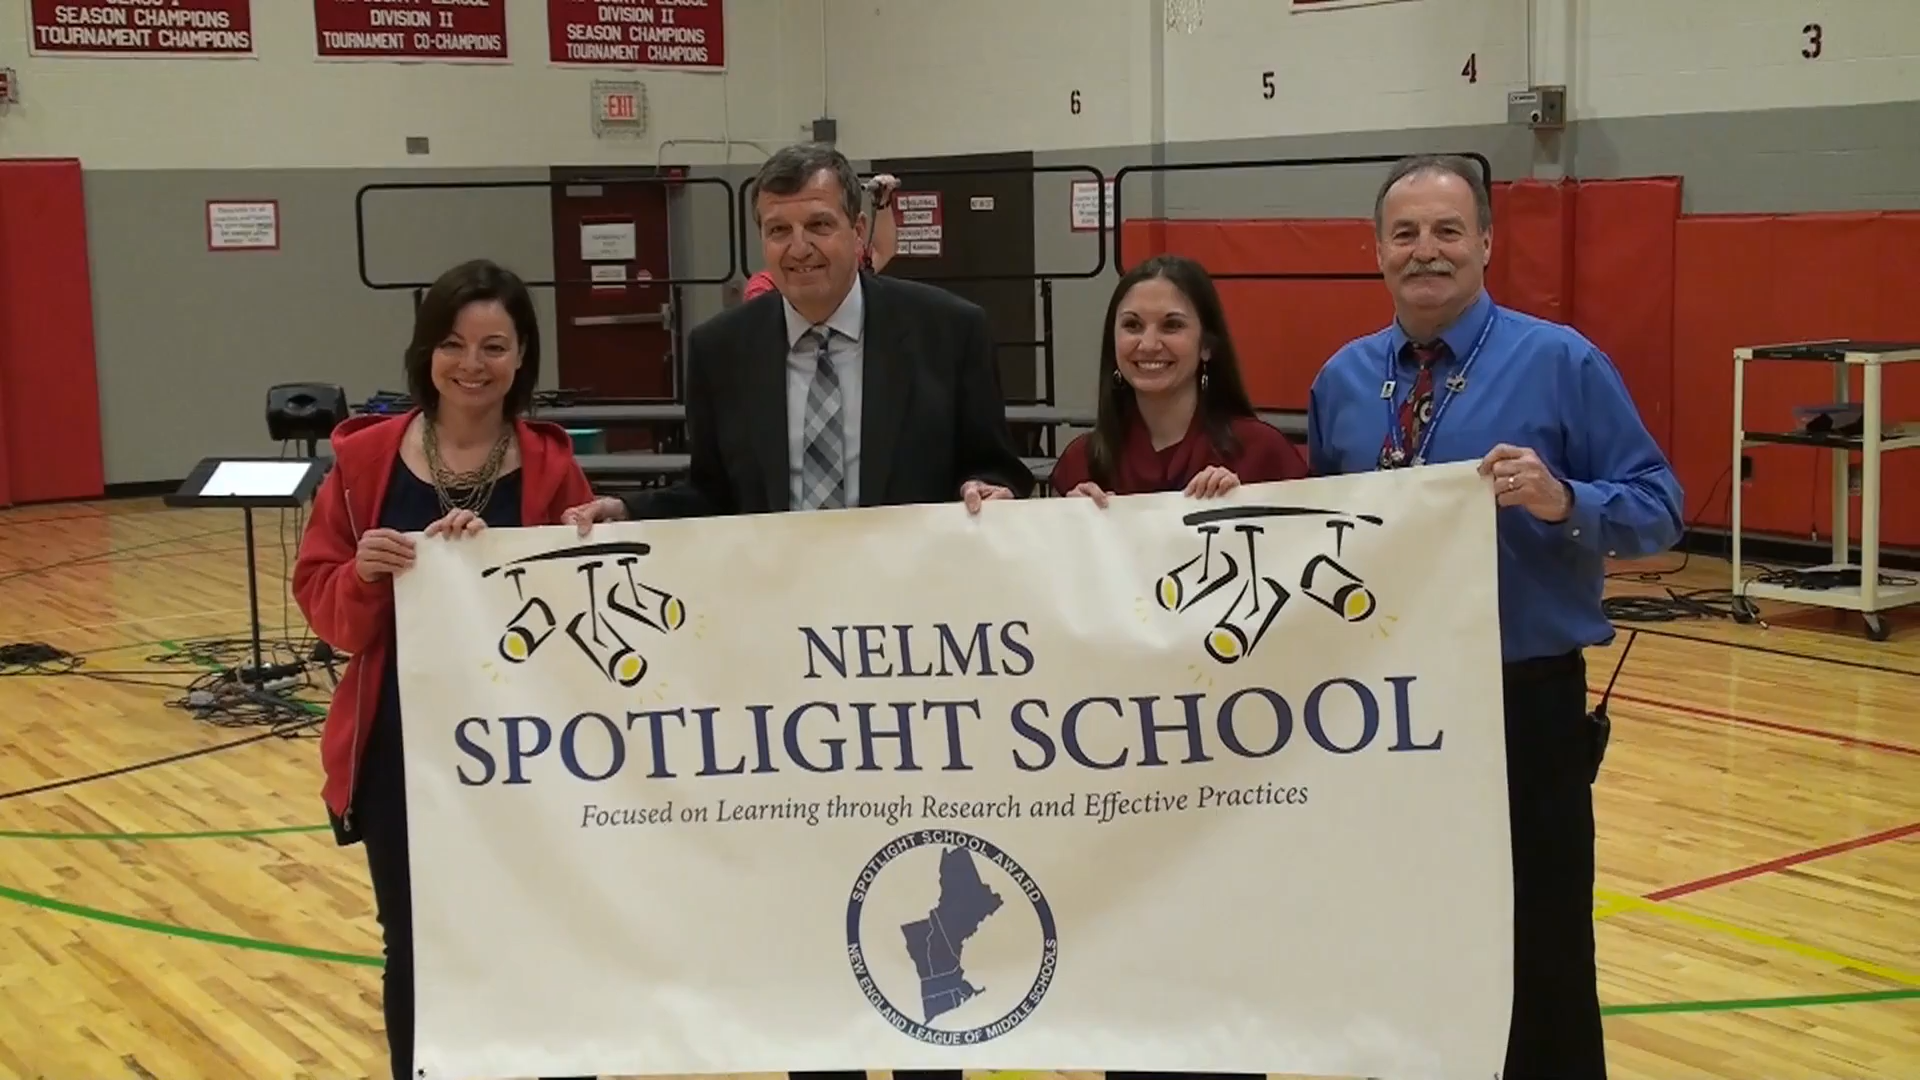 SEASON CHAMPIONS
TOURNAMENT CHAMPIONS
DIVISION II
TOURNAMENT CO-CHAMPIONS
DIVISION II
SEASON CHAMPIONS
TOURNAMENT CHAMPIONS
EXIT
6
5
4
3
NELMS
SPOTLIGHT SCHOOL
Focused on Learning through Research and Effective Practices
SPOTLIGHT SCHOOL AWARD
NEW ENGLAND LEAGUE OF MIDDLE SCHOOLS